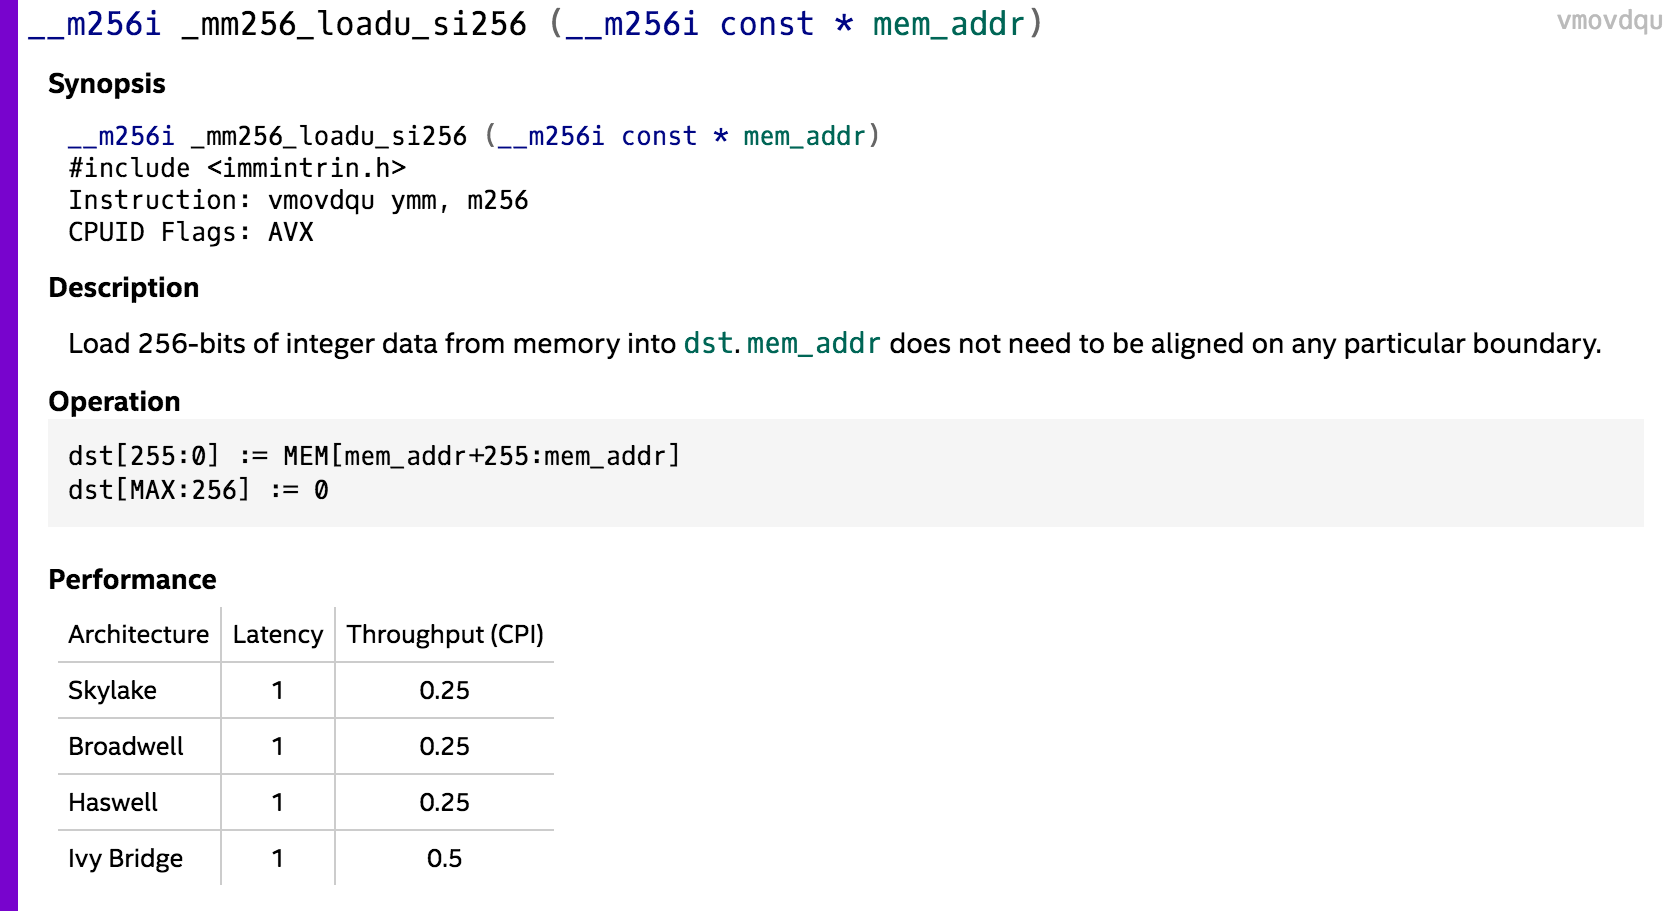 __m256i _mm256_loadu_si256 (__m256i const * mem_addr) vmovdqu
Synopsis
__m256i _mm256_loadu_si256 (__m256i const * mem_addr)
#include <immintrin.h>
Instruction: vmovdqu ymm, m256
CPUID Flags: AVX
Description
Load 256-bits of integer data from memory into dst. mem_addr does not need to be aligned on any particular boundary.
Operation
dst[255:0] := MEM[mem_addr+255:mem_addr]
dst[MAX:256] := 0
Performance
Architecture Latency Throughput (CPI)
Skylake 1 0.25
Broadwell 1 0.25
Haswell 1 0.25
Ivy Bridge 1 0.5